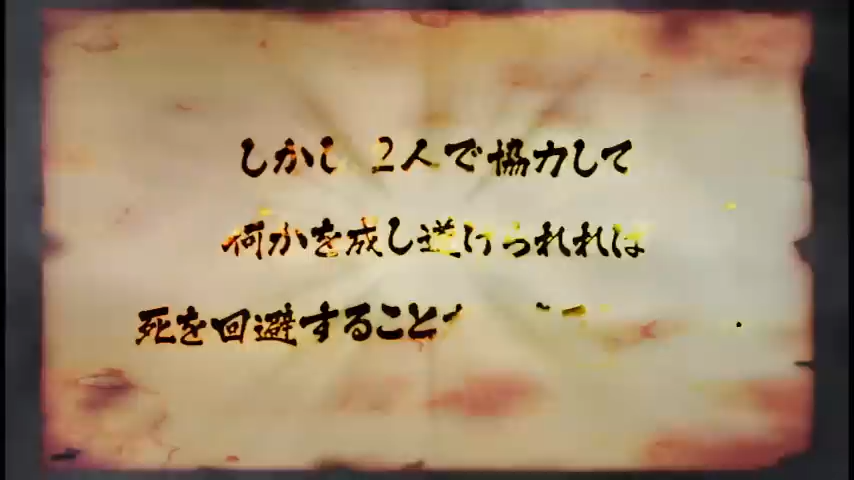 しかし 2人で協力して
何かを成し遂げられれば
死を回避すること